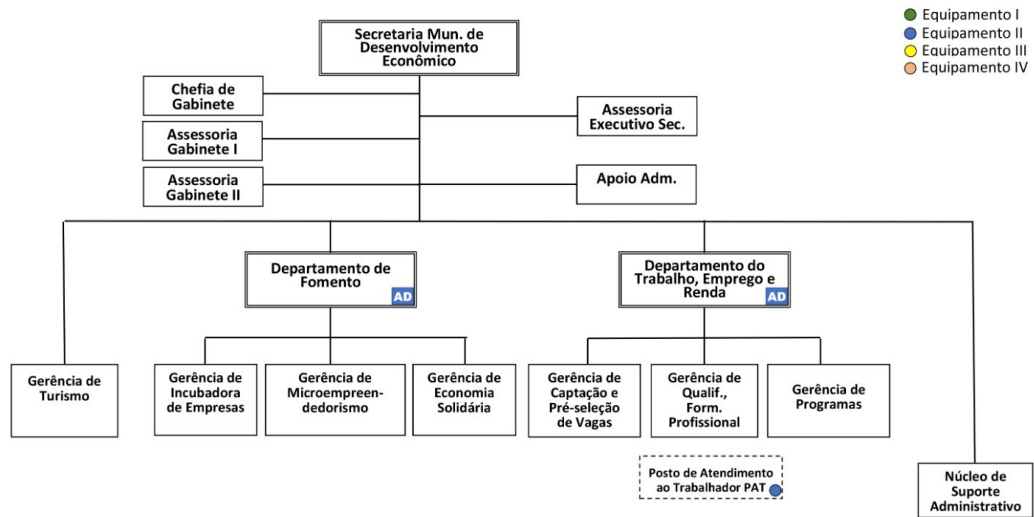 Secretaria Mun. de
Desenvolvimento
Econômico
Equipamento I
Equipamento II
Equipamento III
Equipamento IV
Chefia de
Gabinete
Assessoria
Executivo Sec.
Assessoria
Gabinete I
Assessoria
Gabinete II
Apoio Adm.
Departamento de
Fomento
AD
Departamento do
Trabalho, Emprego e
Renda
AD
Gerência de
Turismo
Gerência de
Incubadora
de Empresas
Gerência de
Microempreen-
dedorismo
Gerência de
Economia
Solidária
Gerência de
Captação e
Pré-seleção
de Vagas
Gerência de
Qualif.,
Form.
Profissional
Gerência de
Programas
Posto de Atendimento
ao Trabalhador PAT
Núcleo de
Suporte
Administrativo